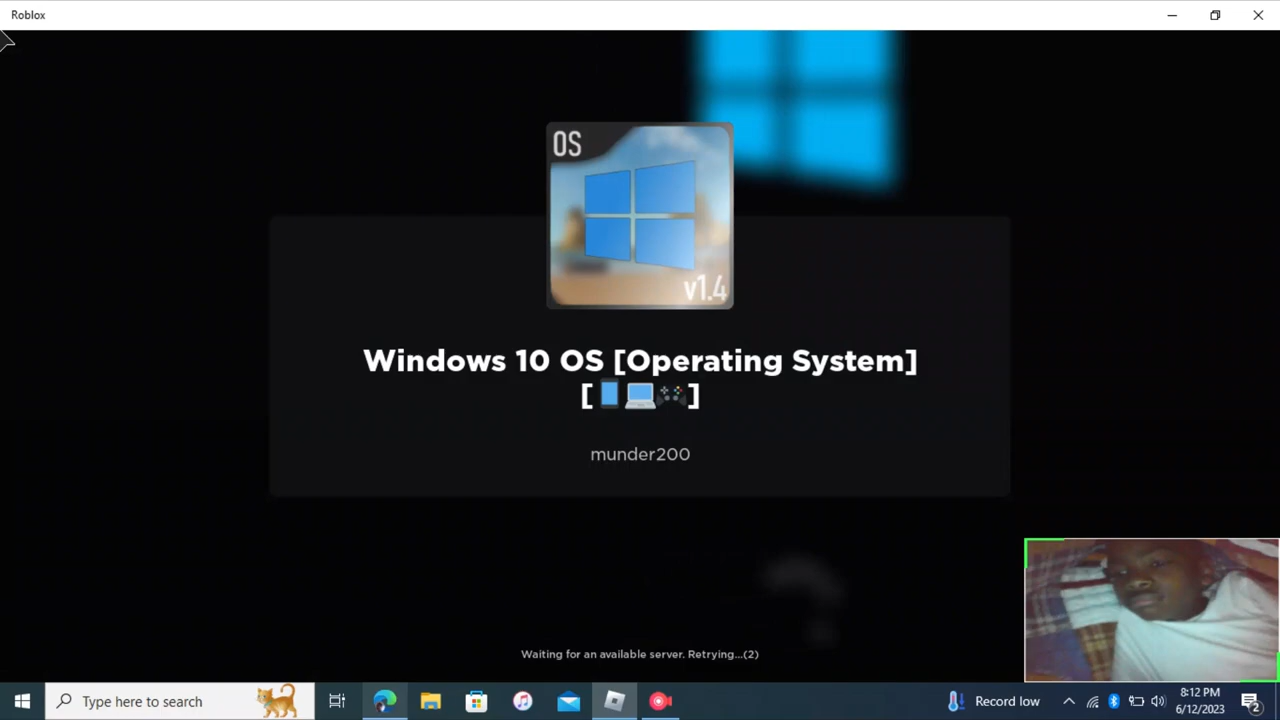 Roblox
OS
v1.4
Windows 10 OS [Operating System]
[📱💻🎮]
munder200
Waiting for an available server. Retrying...(2)
Type here to search
Record low
8:12 PM
6/12/2023
2